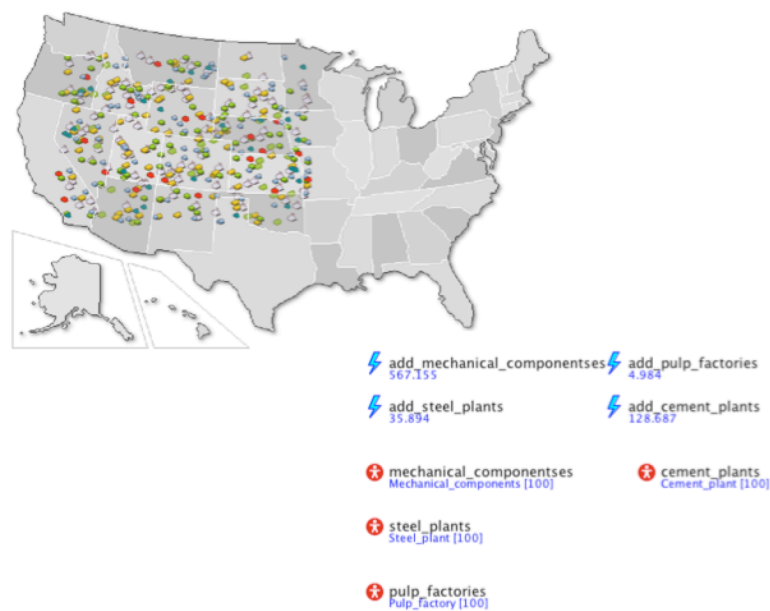 add_mechanical_componentses
567.155
add_pulp_factories
4.984
add_steel_plants
35.894
add_cement_plants
128.687
mechanical_componentses
Mechanical_components [100]
cement_plants
Cement_plant [100]
steel_plants
Steel_plant [100]
pulp_factories
Pulp_factory [100]